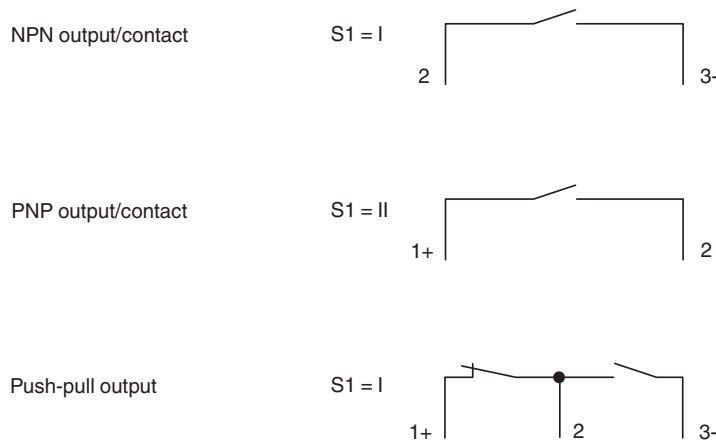 NPN output/contact S1 = I
2 3-
PNP output/contact S1 = II
1+ 2
Push-pull output S1 = I
1+ 2 3-